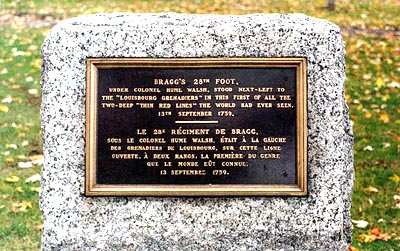 BRAGG'S 28TH FOOT,
UNDER COLONEL HUME WALSH, STOOD NEXT-LEFT TO
THE "LOUISBOURG GRENADIERS" IN THIS FIRST OF ALL THE
TWO-DEEP "THIN RED LINES" THE WORLD HAD EVER SEEN.
13TH SEPTEMBER 1759.
LE 28E RÉGIMENT DE BRAGG,
SOUS LE COLONEL HUME WALSH, ÉTAIT À LA GAUCHE
DES GRENADIERS DE LOUISBOURG, SUR CETTE LIGNE
OUVERTE, À DEUX RANGS, LA PREMIÈRE DU GENRE
QUE LE MONDE EÛT CONNUE.
13 SEPTEMBRE 1759.